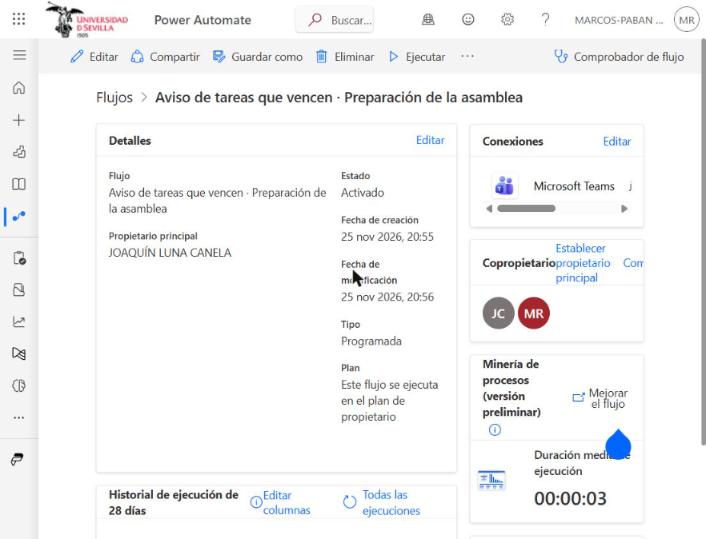 UNIVERSIDAD
D SEVILLA
1505
Power Automate
Buscar...
MARCOS-PABAN ...
MR
Editar
Compartir
Guardar como
Eliminar
Ejecutar
...
Comprobador de flujo
Flujos > Aviso de tareas que vencen · Preparación de la asamblea
Detalles
Editar
Flujo
Aviso de tareas que vencen · Preparación de
la asamblea
Propietario principal
JOAQUÍN LUNA CANELA
Estado
Activado
Fecha de creación
25 nov 2026, 20:55
Fecha de
modificación
25 nov 2026, 20:56
Tipo
Programada
Plan
Este flujo se ejecuta
en el plan de
propietario
Conexiones
Editar
Microsoft Teams
j
Copropietario
Establecer
propietario
principal
Com
JC
MR
Minería de
procesos
(versión
preliminar)
Mejorar
el flujo
Duración media de
ejecución
00:00:03
Historial de ejecución de
28 días
Editar
columnas
Todas las
ejecuciones